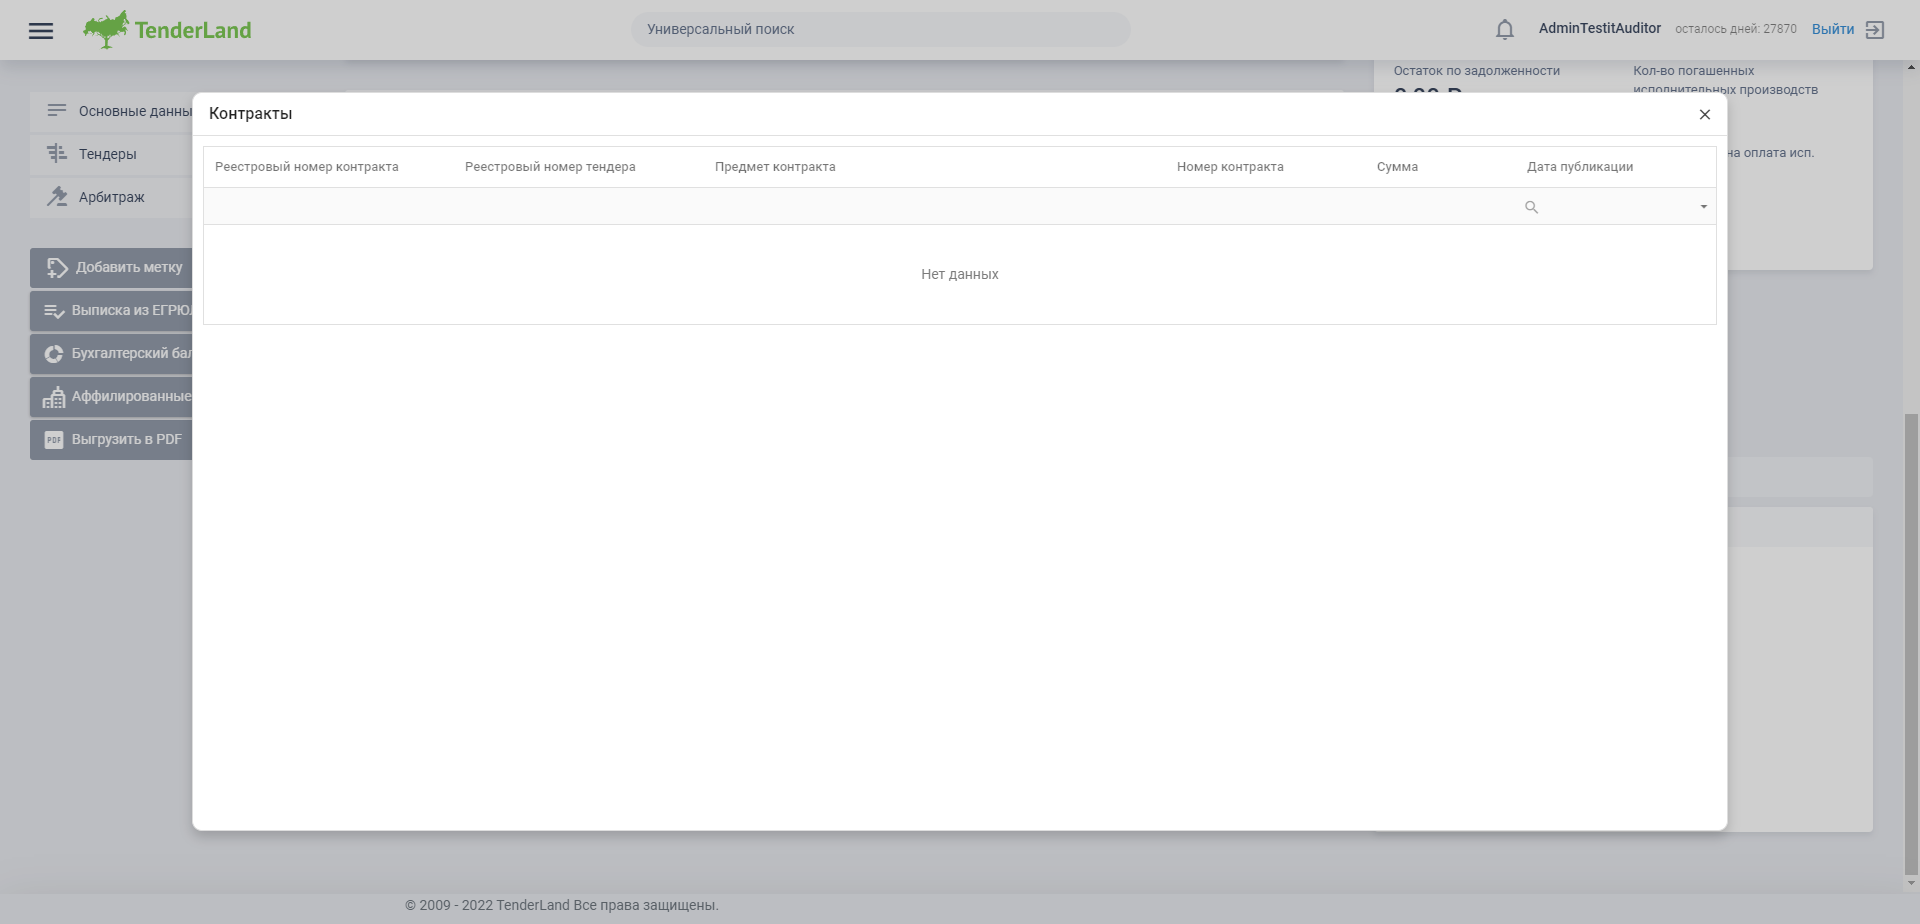 TenderLand
Универсальный поиск
AdminTestitAuditor
осталось дней: 27870
Выйти
Остаток по задолженности
Кол-во погашенных
исполнительных производств
на оплата исп.
Основные данны
Тендеры
Арбитраж
Добавить метку
Выписка из ЕГРЮ
Бухгалтерский бал
Аффилированные
PDF Выгрузить в PDF
Контракты
Реестровый номер контракта
Реестровый номер тендера
Предмет контракта
Номер контракта
Сумма
Дата публикации
Нет данных
© 2009 - 2022 TenderLand Все права защищены.